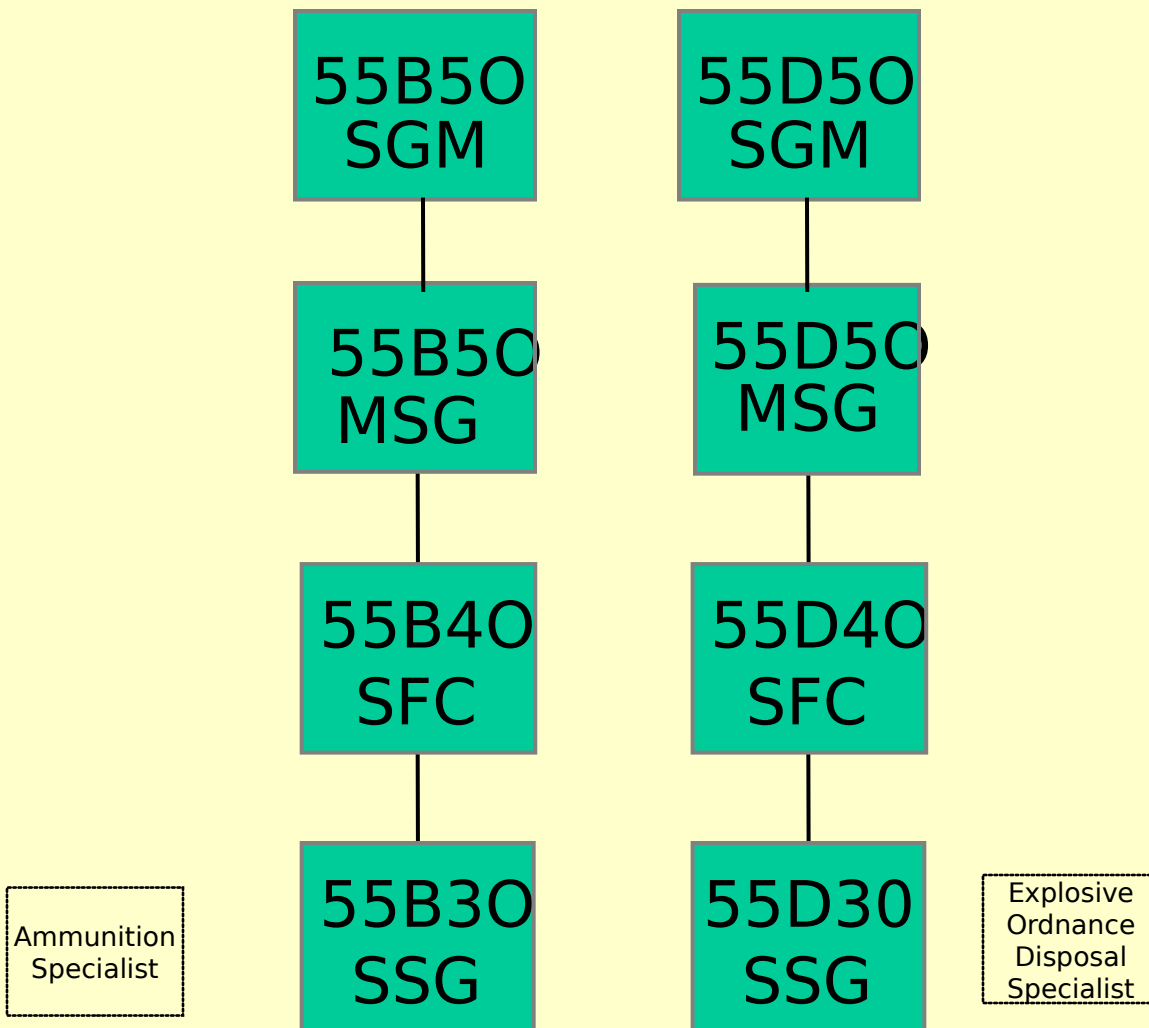 55B5O
SGM
55D5O
SGM
55B5O
MSG
55D5O
MSG
55B4O
SFC
55D4O
SFC
55B3O
SSG
55D30
SSG
Ammunition
Specialist
Explosive
Ordnance
Disposal
Specialist